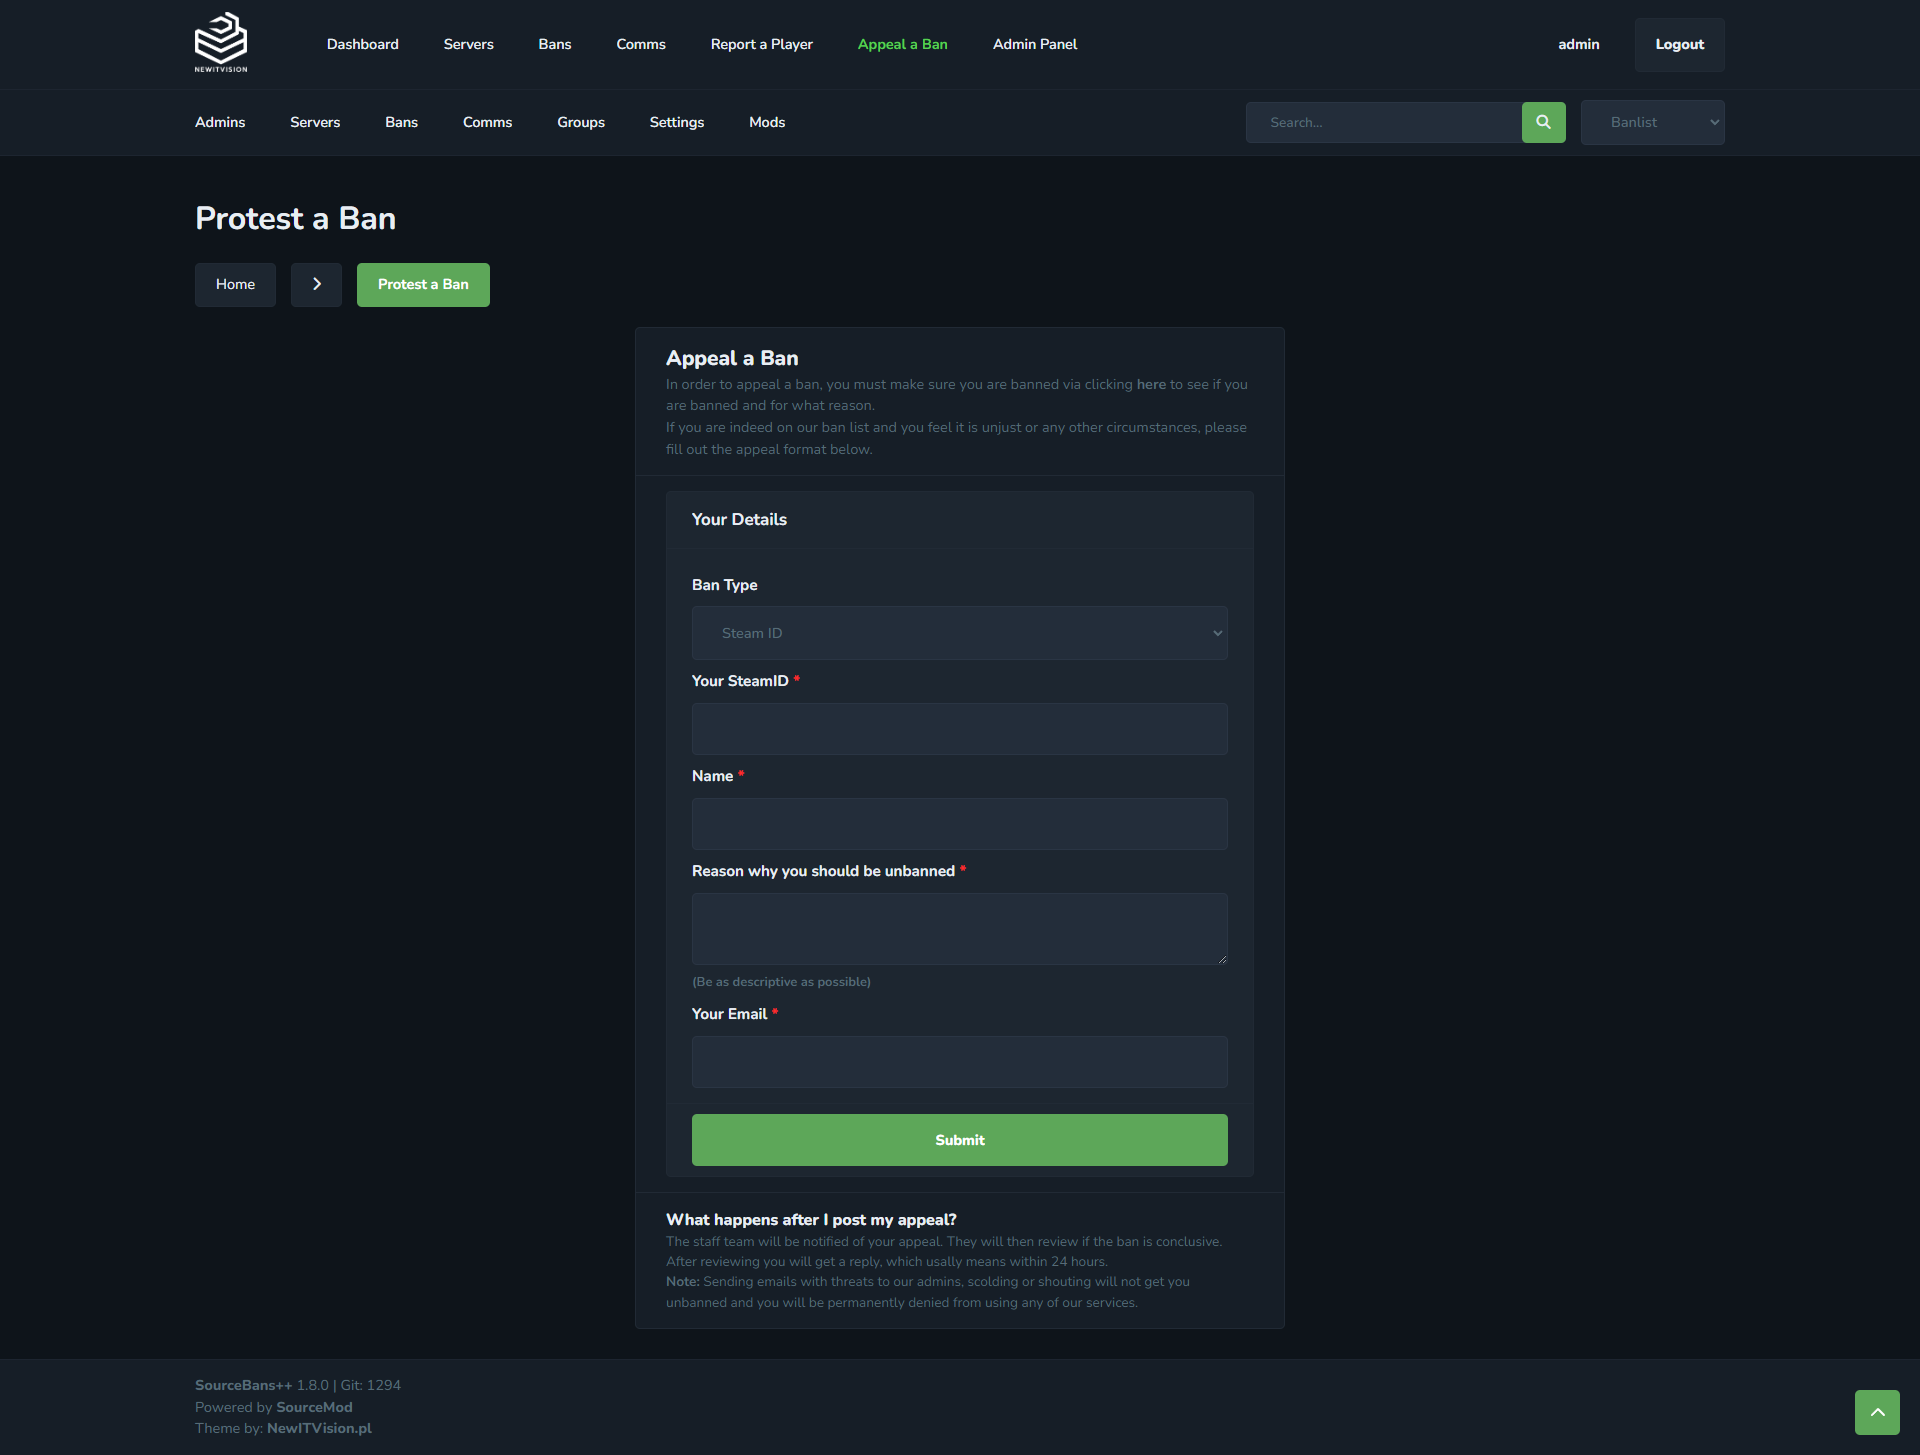 NEWITVISION
Dashboard Servers Bans Comms Report a Player Appeal a Ban Admin Panel admin Logout
Admins Servers Bans Comms Groups Settings Mods Search... Banlist
Protest a Ban
Home Protest a Ban
Appeal a Ban
In order to appeal a ban, you must make sure you are banned via clicking here to see if you
are banned and for what reason.
If you are indeed on our ban list and you feel it is unjust or any other circumstances, please
fill out the appeal format below.
Your Details
Ban Type
Steam ID
Your SteamID *
Name *
Reason why you should be unbanned *
(Be as descriptive as possible)
Your Email *
Submit
What happens after I post my appeal?
The staff team will be notified of your appeal. They will then review if the ban is conclusive.
After reviewing you will get a reply, which usally means within 24 hours.
Note: Sending emails with threats to our admins, scolding or shouting will not get you
unbanned and you will be permanently denied from using any of our services.
SourceBans++ 1.8.0 | Git: 1294
Powered by SourceMod
Theme by: NewITVision.pl